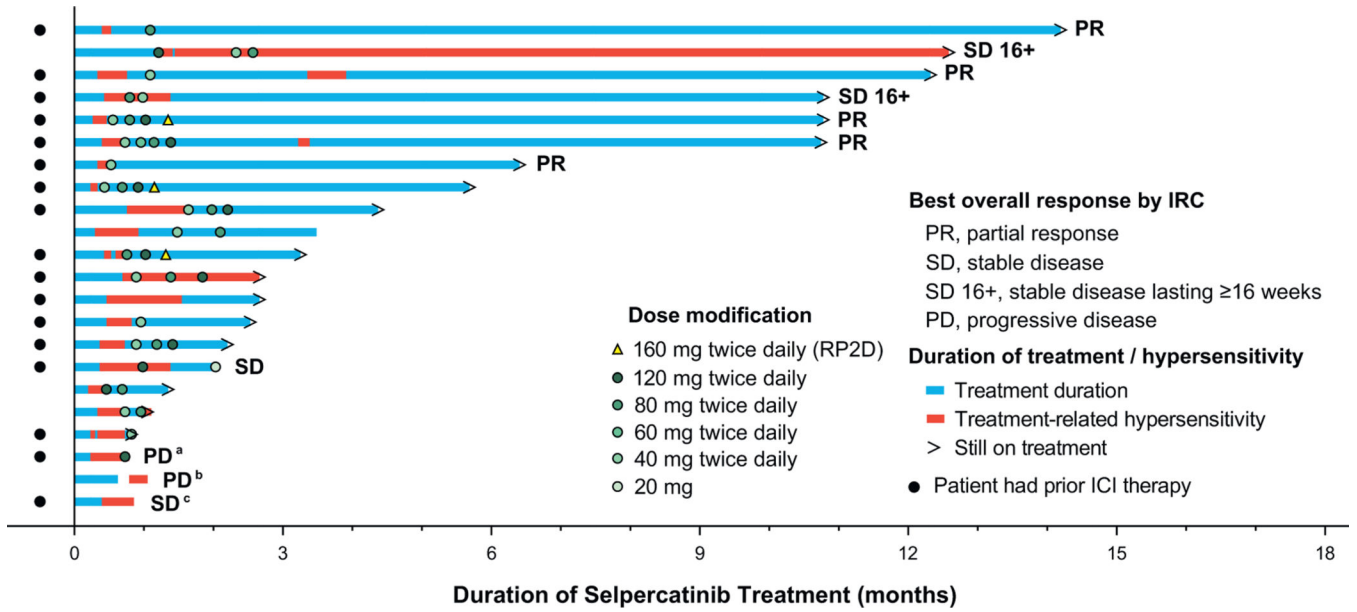 PR
SD 16+
PR
SD 16+
PR
PR
PR
SD
PD a
PD b
SD c
Dose modification
160 mg twice daily (RP2D)
120 mg twice daily
80 mg twice daily
60 mg twice daily
40 mg twice daily
20 mg
Best overall response by IRC
PR, partial response
SD, stable disease
SD 16+, stable disease lasting ≥16 weeks
PD, progressive disease
Duration of treatment / hypersensitivity
Treatment duration
Treatment-related hypersensitivity
> Still on treatment
Patient had prior ICI therapy
0 3 6 9 12 15 18
Duration of Selpercatinib Treatment (months)